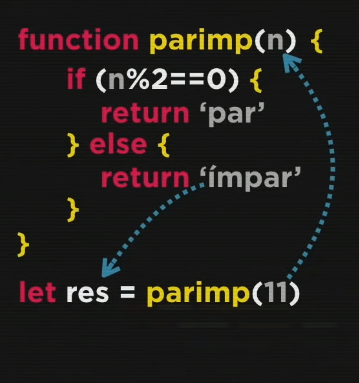 function parimp(n) {
if (n%2==0) {
return ‘par’
} else {
return ‘ímpar’
}
}
let res = parimp(11)